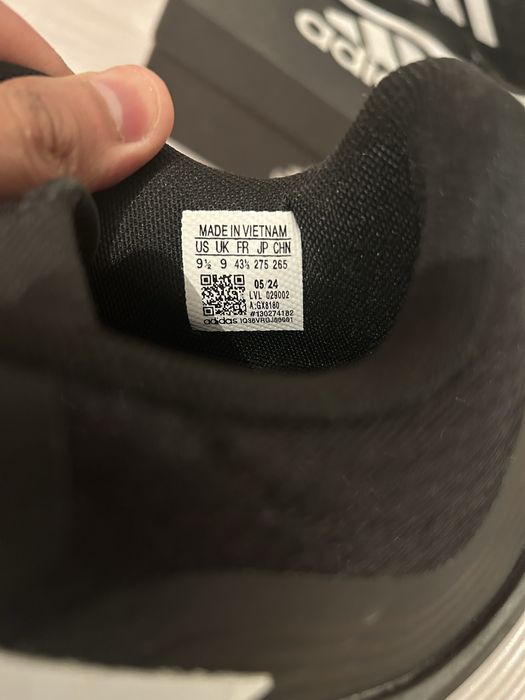 adidas
MADE IN VIETNAM
US UK FR JP CHN
9½ 9 43⅓ 275 265
05/24
LVL 029002
A:GX8180
#130274182
adidas